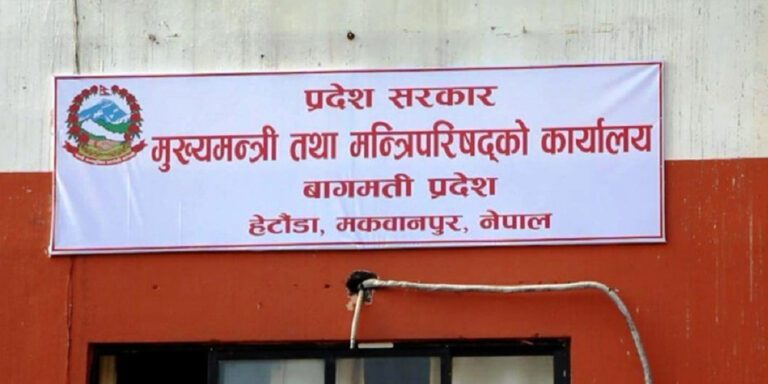 प्रदेश सरकार
मुख्यमन्त्री तथा मन्त्रिपरिषद्को कार्यालय
बागमती प्रदेश
हेटौंडा, मकवानपुर, नेपाल